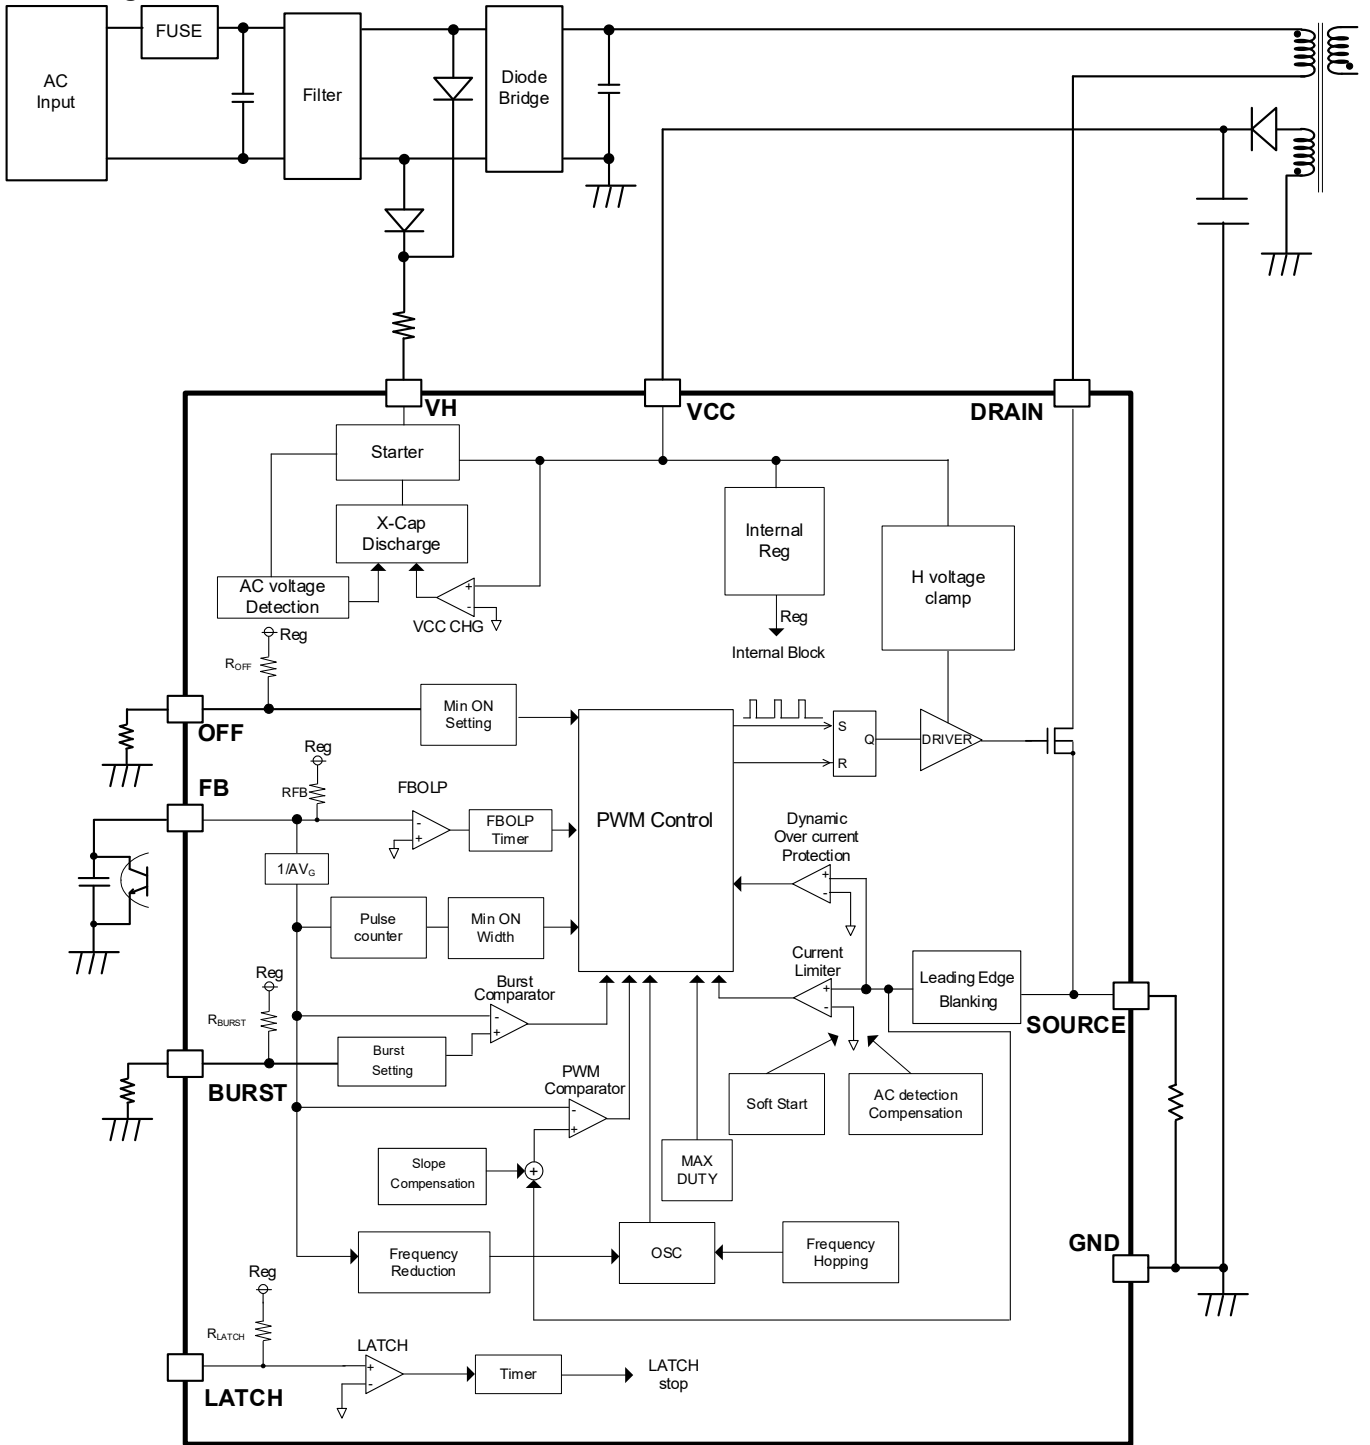 AC
Input
FUSE
Filter
Diode
Bridge
VH
VCC
DRAIN
Starter
X-Cap
Discharge
AC voltage
Detection
+
-
VCC CHG
Internal
Reg
Reg
Internal Block
H voltage
clamp
Reg
ROFF
OFF
Min ON
Setting
PWM Control
S
Q
R
DRIVER
FB
Reg
RFB
FBOLP
-
+
FBOLP
Timer
1/AVG
Pulse
counter
Min ON
Width
Dynamic
Over current
Protection
+
-
Current
Limiter
+
-
Leading Edge
Blanking
SOURCE
Reg
RBURST
BURST
Burst
Comparator
-
+
Burst
Setting
PWM
Comparator
-
+
Soft Start
AC detection
Compensation
Slope
Compensation
+
MAX
DUTY
Frequency
Reduction
OSC
Frequency
Hopping
GND
Reg
RLATCH
LATCH
LATCH
+
-
Timer
LATCH
stop